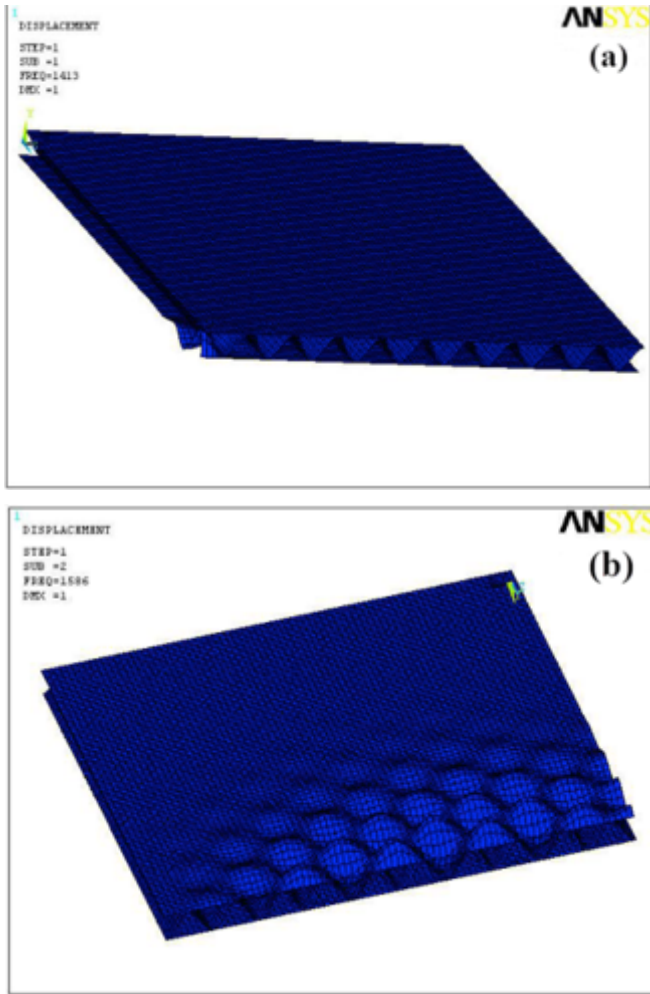 1
ANSYS
DISPLACEMENT
(a)
STEP=1
SUB =1
FREQ=1413
DMX =1
Y
1
ANSYS
DISPLACEMENT
(b)
STEP=1
SUB =2
FREQ=1586
DMX =1